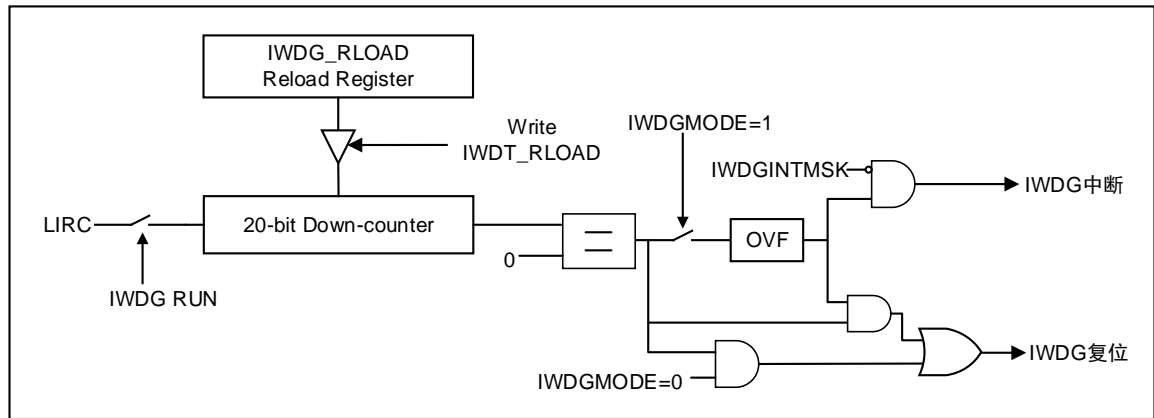 IWDG_RLOAD
Reload Register
Write
IWDT_RLOAD
IWDGMODE=1
IWDGINTMSK
IWDG中断
LIRC
20-bit Down-counter
0
OVF
IWDG RUN
IWDGMODE=0
IWDG复位